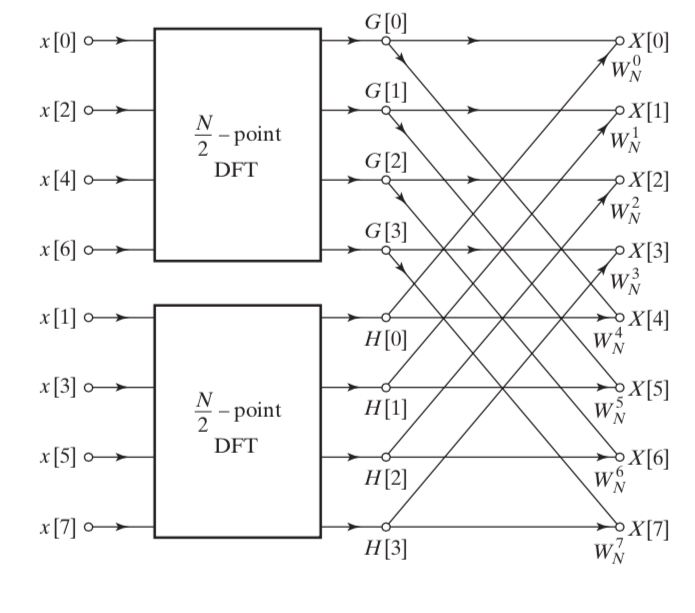 G[0]
x[0] X[0]
W_N^0
G[1]
x[2] X[1]
N/2 – point
W_N^1
DFT
G[2]
x[4] X[2]
W_N^2
G[3]
x[6] X[3]
W_N^3
x[1] X[4]
H[0] W_N^4
x[3] X[5]
N/2 – point
H[1] W_N^5
DFT
x[5] X[6]
H[2] W_N^6
x[7] X[7]
H[3] W_N^7